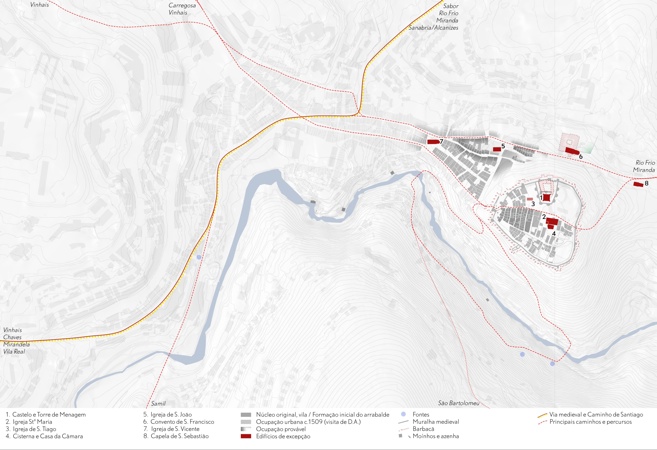 Vinhais
Carregosa
Vinhais
Sabor
Rio Frio
Miranda
Sanabria/Alcanizes
7
5
6
Rio Frio
Miranda
8
1
3
2
4
Vinhais
Chaves
Mirandela
Vila Real
Samil
São Bartolomeu
1. Castelo e Torre de Menagem
2. Igreja Stª Maria
3. Igreja de S. Tiago
4. Cisterna e Casa da Câmara
5. Igreja de S. João
6. Convento de S. Francisco
7. Igreja de S. Vicente
8. Capela de S. Sebastião
Núcleo original, vila / Formação inicial do arrabalde
Ocupação urbana c.1509 (visita de D.A.)
Ocupação provável
Edifícios de excepção
Fontes
Muralha medieval
Barbacã
Moinhos e azenha
Via medieval e Caminho de Santiago
Principais caminhos e percursos